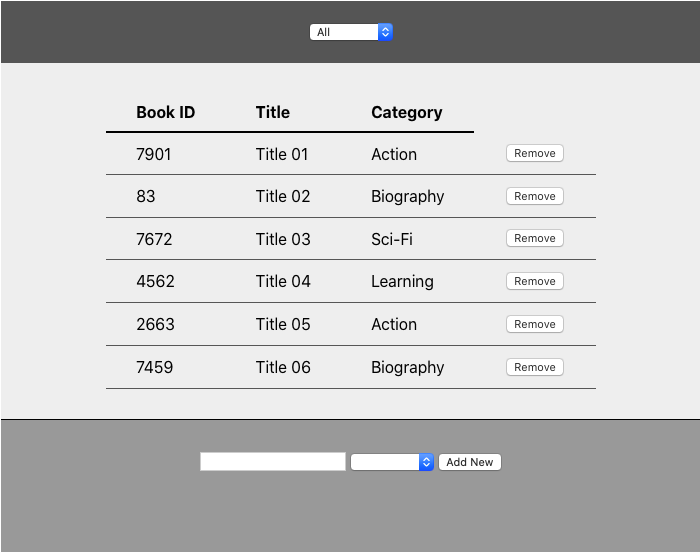 All
Book ID Title Category
7901 Title 01 Action Remove
83 Title 02 Biography Remove
7672 Title 03 Sci-Fi Remove
4562 Title 04 Learning Remove
2663 Title 05 Action Remove
7459 Title 06 Biography Remove
Add New